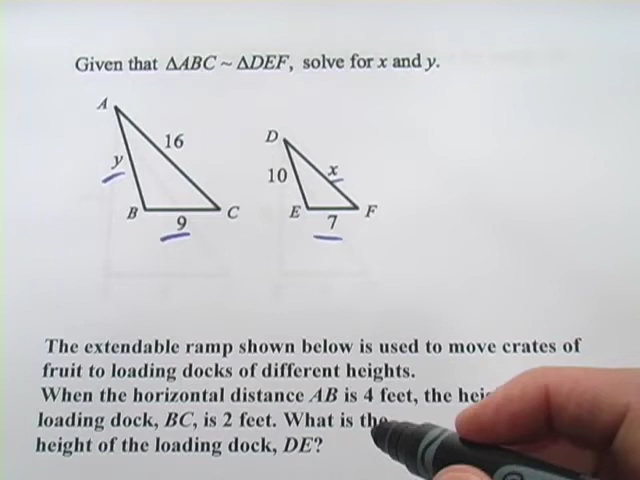 Given that ΔABC ~ ΔDEF, solve for x and y.
A
16
y
B
9
C
D
10
x
E
7
F
The extendable ramp shown below is used to move crates of
fruit to loading docks of different heights.
When the horizontal distance AB is 4 feet, the
loading dock, BC, is 2 feet. What is the
height of the loading dock, DE?